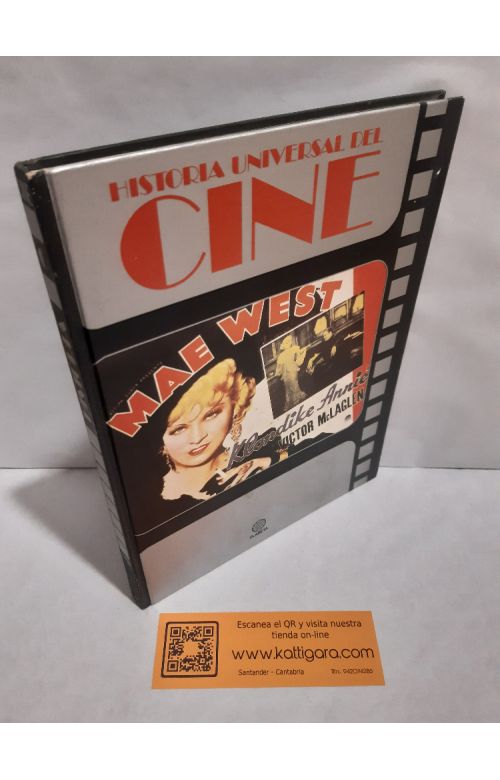 HISTORIA UNIVERSAL DEL
CINE
MAE WEST
"Klondike Annie"
VICTOR McLAGLEN
PLANETA
Escanea el QR y visita nuestra
tienda on-line
www.kattigara.com
Santander - Cantabria